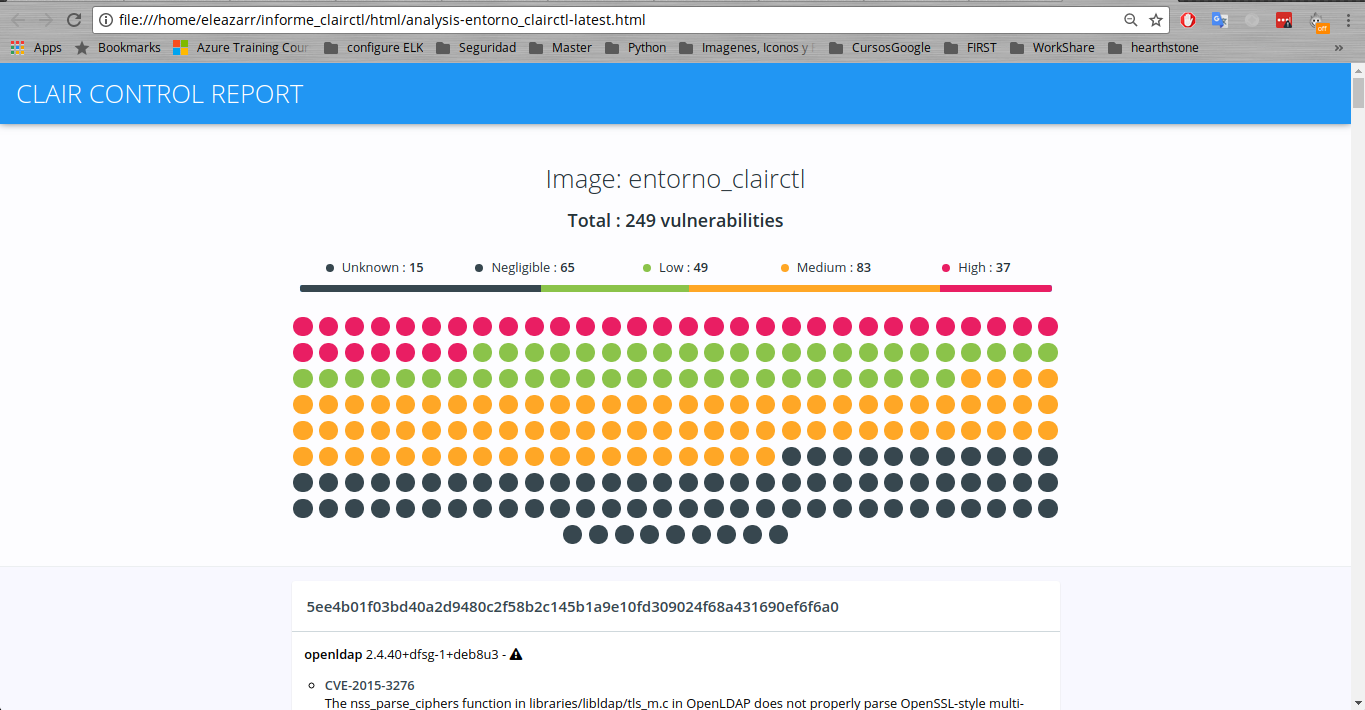 file:///home/eleazarr/informe_clairctl/html/analysis-entorno_clairctl-latest.html
Apps Bookmarks Azure Training Cour configure ELK Seguridad Master Python Imagenes, Iconos y CursosGoogle FIRST WorkShare hearthstone »
CLAIR CONTROL REPORT
Image: entorno_clairctl
Total : 249 vulnerabilities
Unknown : 15 Negligible : 65 Low : 49 Medium : 83 High : 37
5ee4b01f03bd40a2d9480c2f58b2c145b1a9e10fd309024f68a431690ef6f6a0
openldap 2.4.40+dfsg-1+deb8u3 -
CVE-2015-3276
The nss_parse_ciphers function in libraries/libldap/tls_m.c in OpenLDAP does not properly parse OpenSSL-style multi-